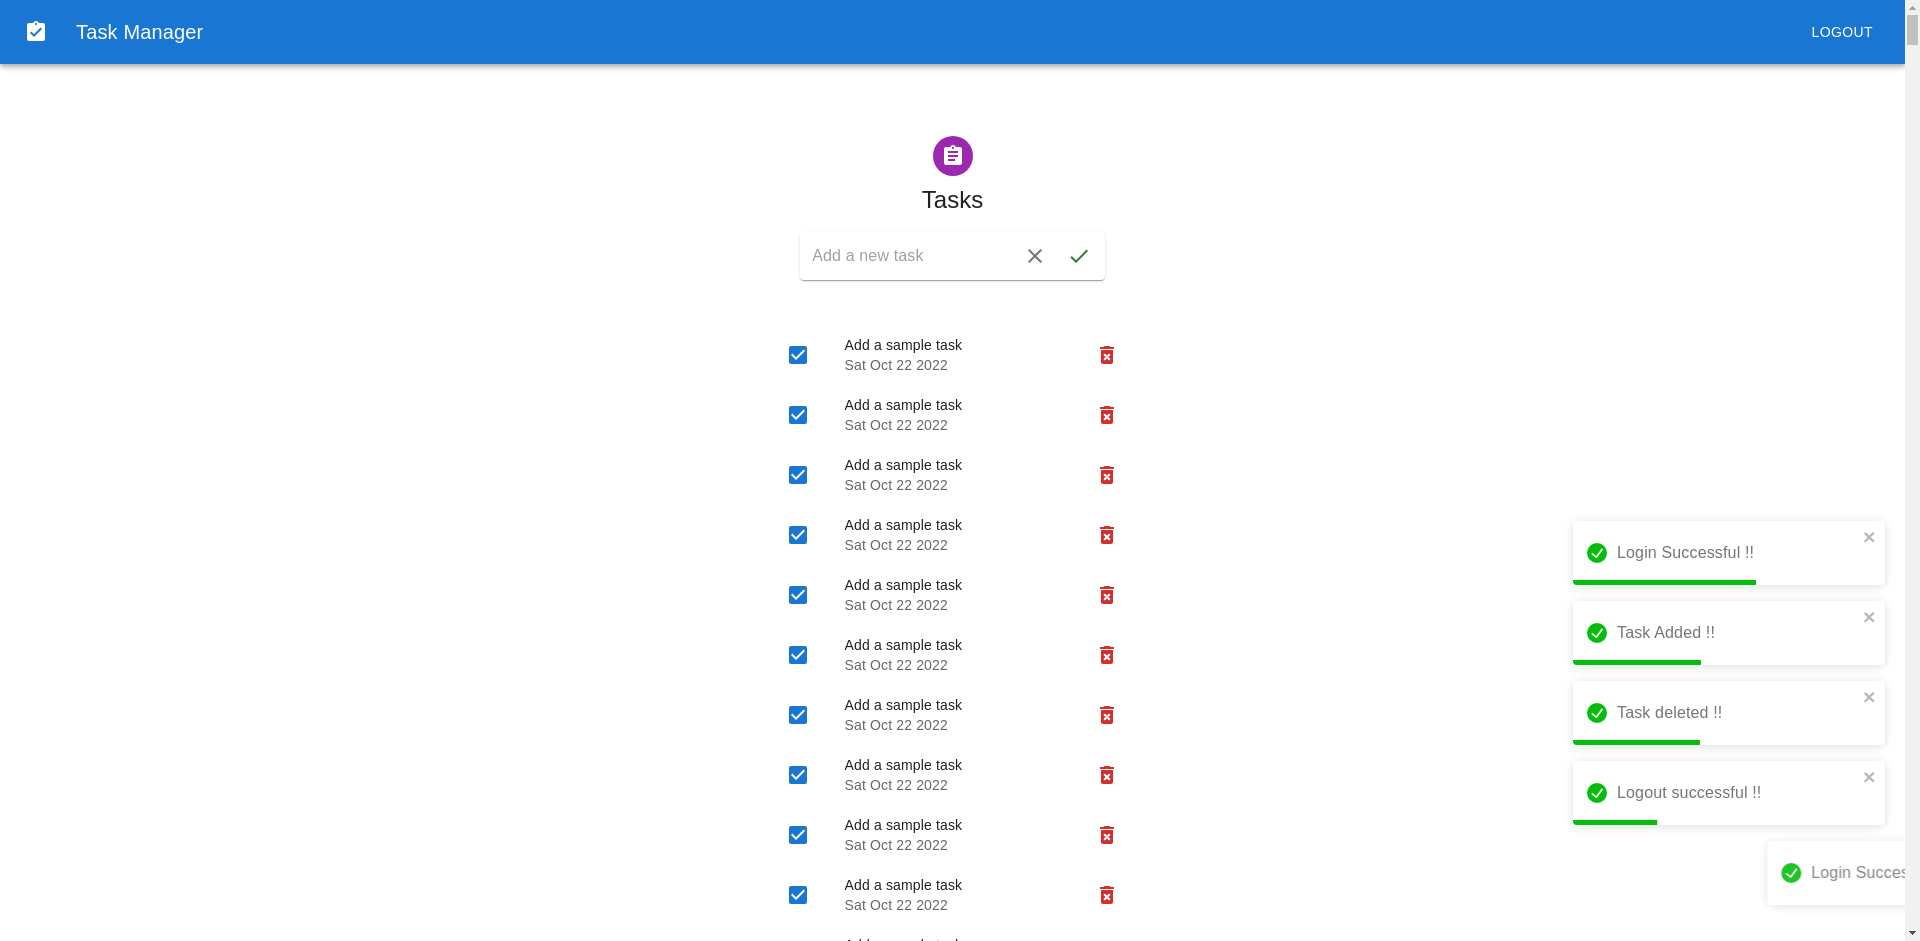 Task Manager
LOGOUT
Tasks
Add a new task
Add a sample task
Sat Oct 22 2022
Add a sample task
Sat Oct 22 2022
Add a sample task
Sat Oct 22 2022
Add a sample task
Sat Oct 22 2022
Add a sample task
Sat Oct 22 2022
Add a sample task
Sat Oct 22 2022
Add a sample task
Sat Oct 22 2022
Add a sample task
Sat Oct 22 2022
Add a sample task
Sat Oct 22 2022
Add a sample task
Sat Oct 22 2022
Login Successful !!
Task Added !!
Task deleted !!
Logout successful !!
Login Succes